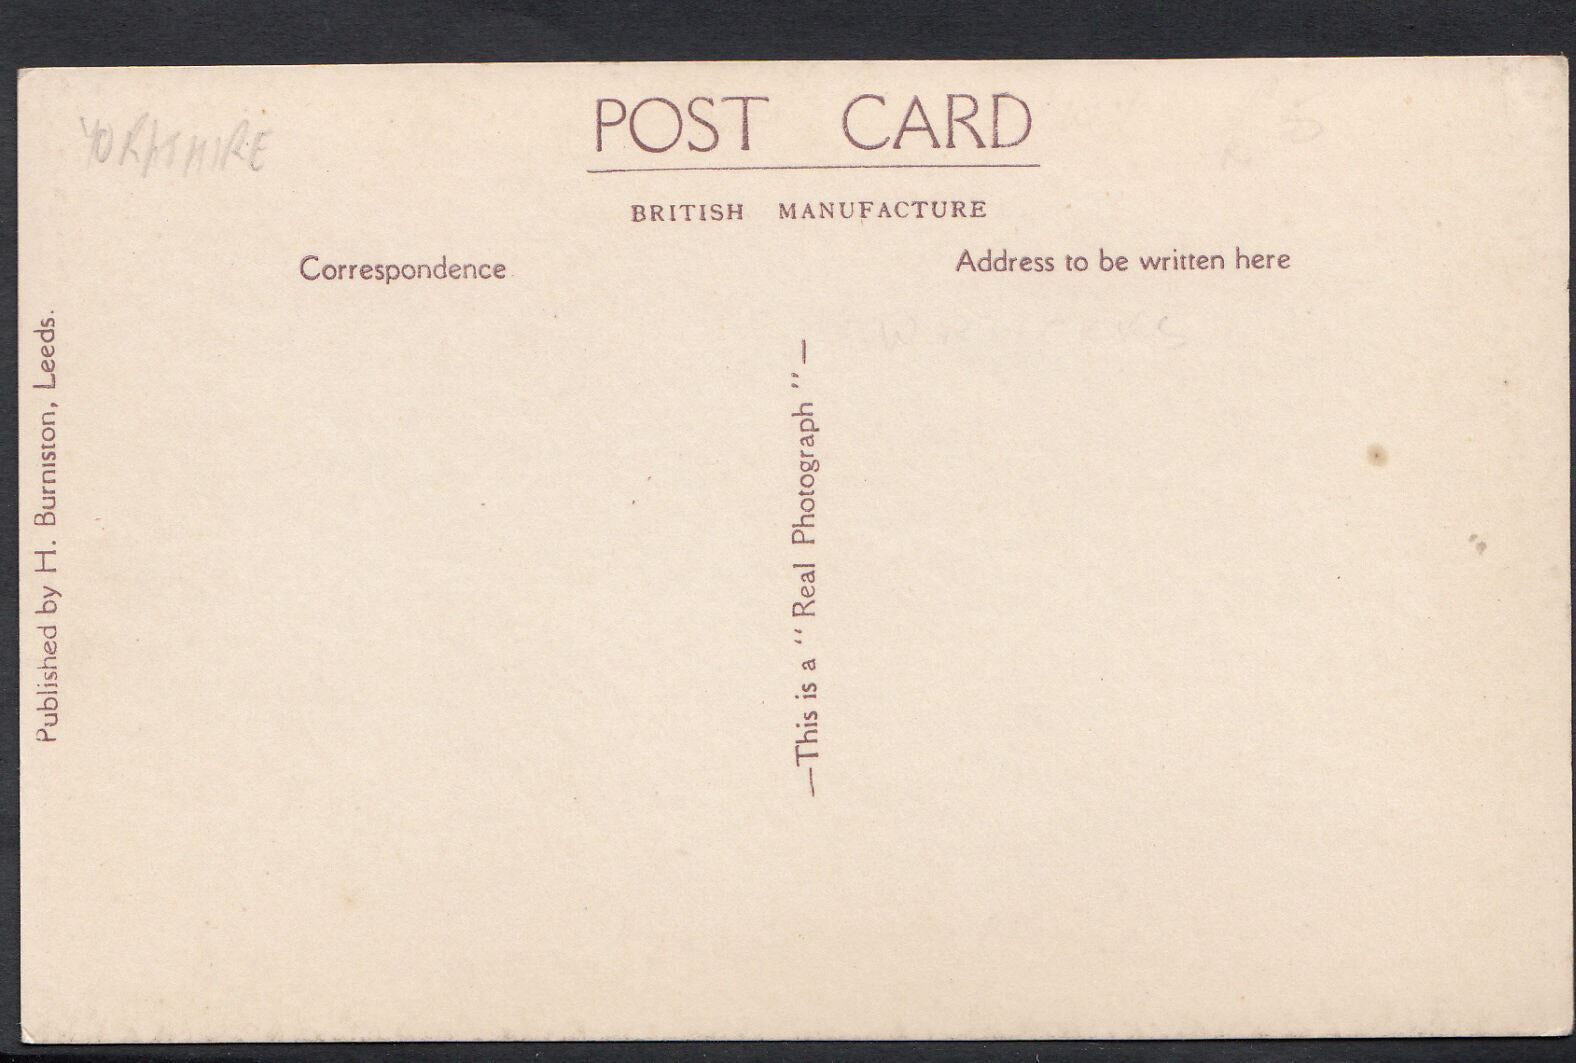 YORKSHIRE
POST CARD
BRITISH MANUFACTURE
Correspondence
Address to be written here
Published by H. Burniston, Leeds.
—This is a “Real Photograph”—